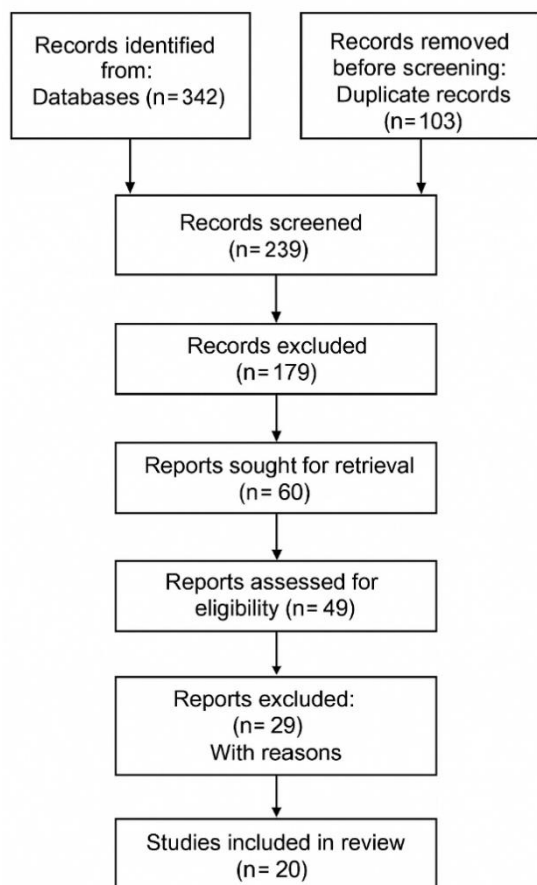 Records identified
from:
Databases (n=342)
Records removed
before screening:
Duplicate records
(n=103)
Records screened
(n=239)
Records excluded
(n=179)
Reports sought for retrieval
(n= 60)
Reports assessed for
eligibility (n=49)
Reports excluded:
(n=29)
With reasons
Studies included in review
(n=20)